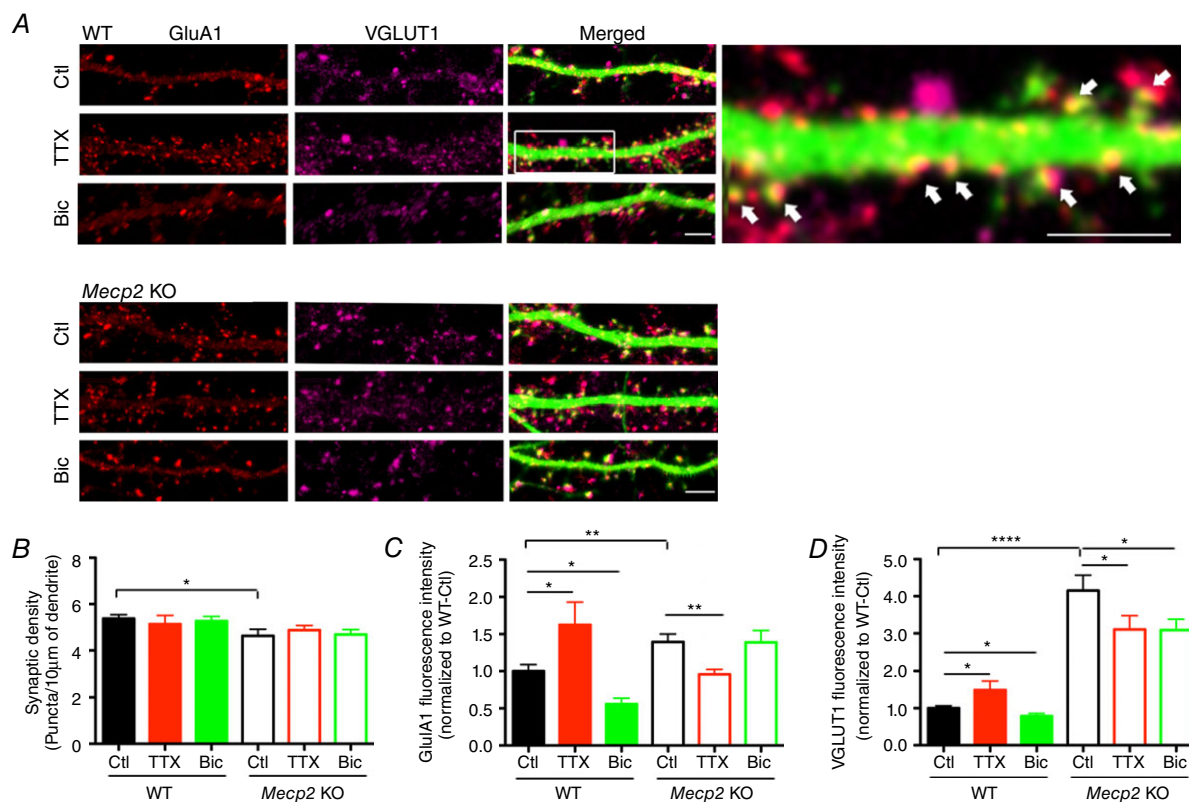 A
WT GluA1 VGLUT1 Merged
Ctl
TTX
Bic
Mecp2 KO
Ctl
TTX
Bic
B
Synaptic density
(Puncta/10µm of dendrite)
8
6
4
2
0
*
Ctl TTX Bic Ctl TTX Bic
WT Mecp2 KO
C
GluIA1 fluorescence intensity
(normalized to WT-Ctl)
2.5
2.0
1.5
1.0
0.5
0.0
**
*
*
**
Ctl TTX Bic Ctl TTX Bic
WT Mecp2 KO
D
VGLUT1 fluorescence intensity
(normalized to WT-Ctl)
5.0
4.0
3.0
2.0
1.0
0.0
****
*
*
*
*
Ctl TTX Bic Ctl TTX Bic
WT Mecp2 KO